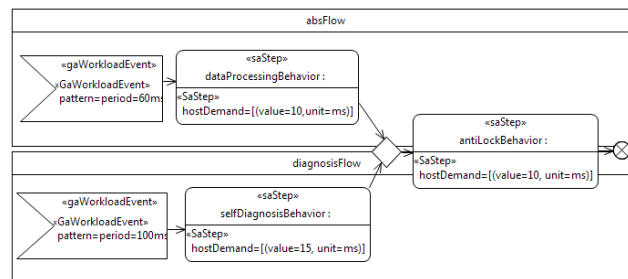 absFlow
«gaWorkloadEvent»
«GaWorkloadEvent»
pattern=period=60ms
«saStep»
dataProcessingBehavior :
«SaStep»
hostDemand=[(value=10,unit=ms)]
«saStep»
antiLockBehavior :
«SaStep»
hostDemand=[(value=10, unit=ms)]
diagnosisFlow
«gaWorkloadEvent»
«GaWorkloadEvent»
pattern=period=100ms
«saStep»
selfDiagnosisBehavior :
«SaStep»
hostDemand=[(value=15, unit=ms)]